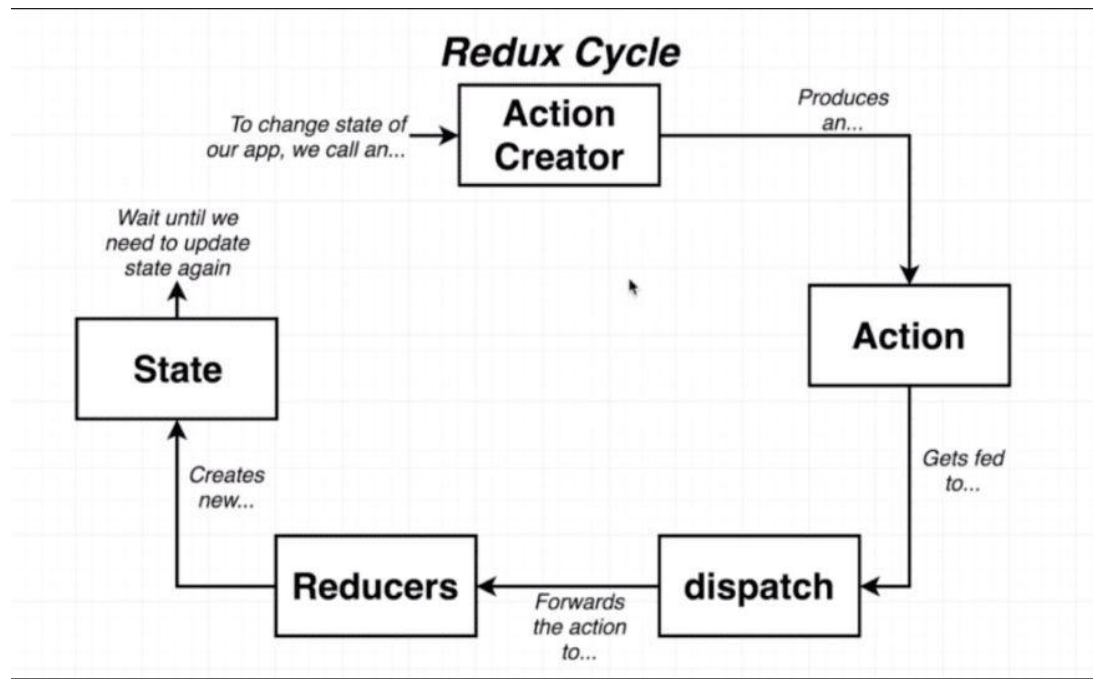 Redux Cycle
To change state of
our app, we call an...
Action
Creator
Produces
an...
Action
Gets fed
to...
dispatch
Forwards
the action
to...
Reducers
Creates
new...
State
Wait until we
need to update
state again